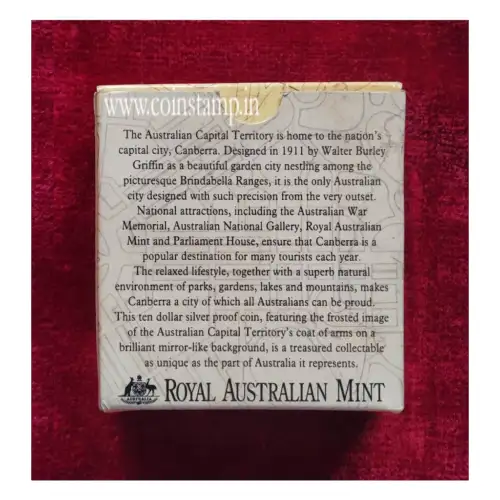 www.coinstamp.in
The Australian Capital Territory is home to the nation's
capital city, Canberra. Designed in 1911 by Walter Burley
Griffin as a beautiful garden city nestling among the
picturesque Brindabella Ranges, it is the only Australian
city designed with such precision from the very outset.
National attractions, including the Australian War
Memorial, Australian National Gallery, Royal Australian
Mint and Parliament House, ensure that Canberra is a
popular destination for many tourists each year.
The relaxed lifestyle, together with a superb natural
environment of parks, gardens, lakes and mountains, makes
Canberra a city of which all Australians can be proud.
This ten dollar silver proof coin, featuring the frosted image
of the Australian Capital Territory's coat of arms on a
brilliant mirror-like background, is a treasured collectable
as unique as the part of Australia it represents.
AUSTRALIA
ROYAL AUSTRALIAN MINT